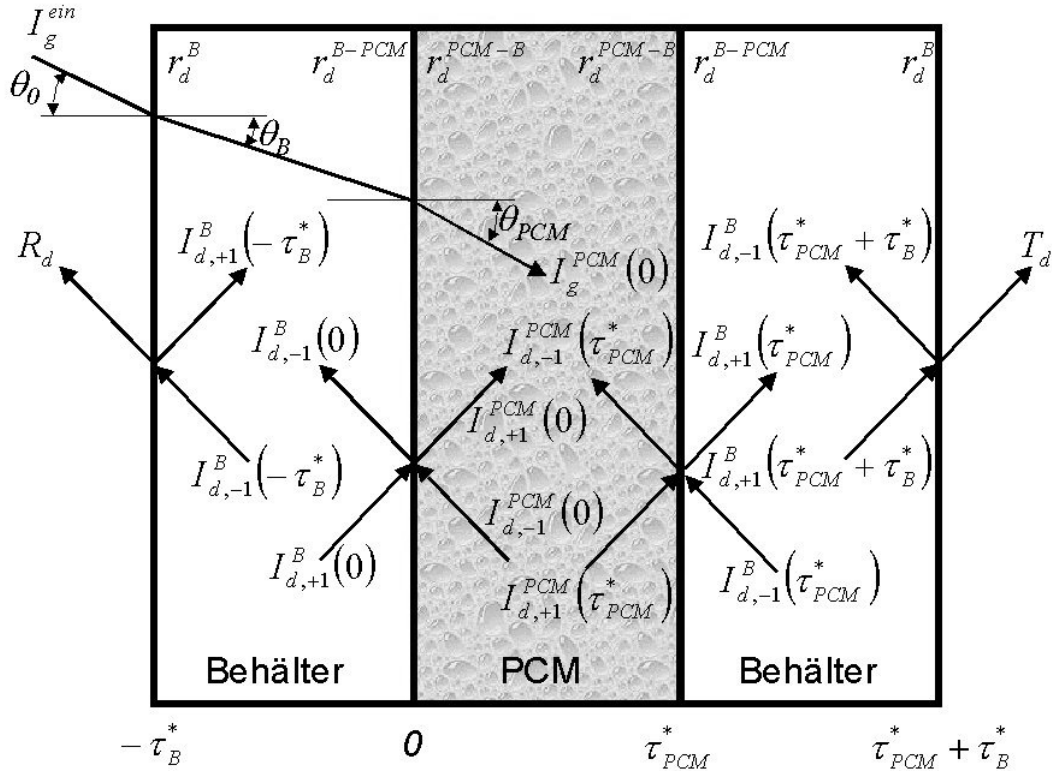 I_g^{ein}
r_d^B r_d^{B-PCM} r_d^{PCM-B} r_d^{PCM-B} r_d^{B-PCM} r_d^B
θ_0
θ_B
θ_{PCM}
R_d I_{d,+1}^B(-τ_B^*) I_g^{PCM}(0) I_{d,-1}^B(τ_{PCM}^* + τ_B^*) T_d
I_{d,-1}^B(0) I_{d,-1}^{PCM}(τ_{PCM}^*) I_{d,+1}^B(τ_{PCM}^*)
I_{d,+1}^{PCM}(0)
I_{d,-1}^B(-τ_B^*) I_{d,+1}^B(τ_{PCM}^* + τ_B^*)
I_{d,-1}^{PCM}(0)
I_{d,+1}^B(0) I_{d,+1}^{PCM}(τ_{PCM}^*) I_{d,-1}^B(τ_{PCM}^*)
Behälter PCM Behälter
-τ_B^* 0 τ_{PCM}^* τ_{PCM}^* + τ_B^*